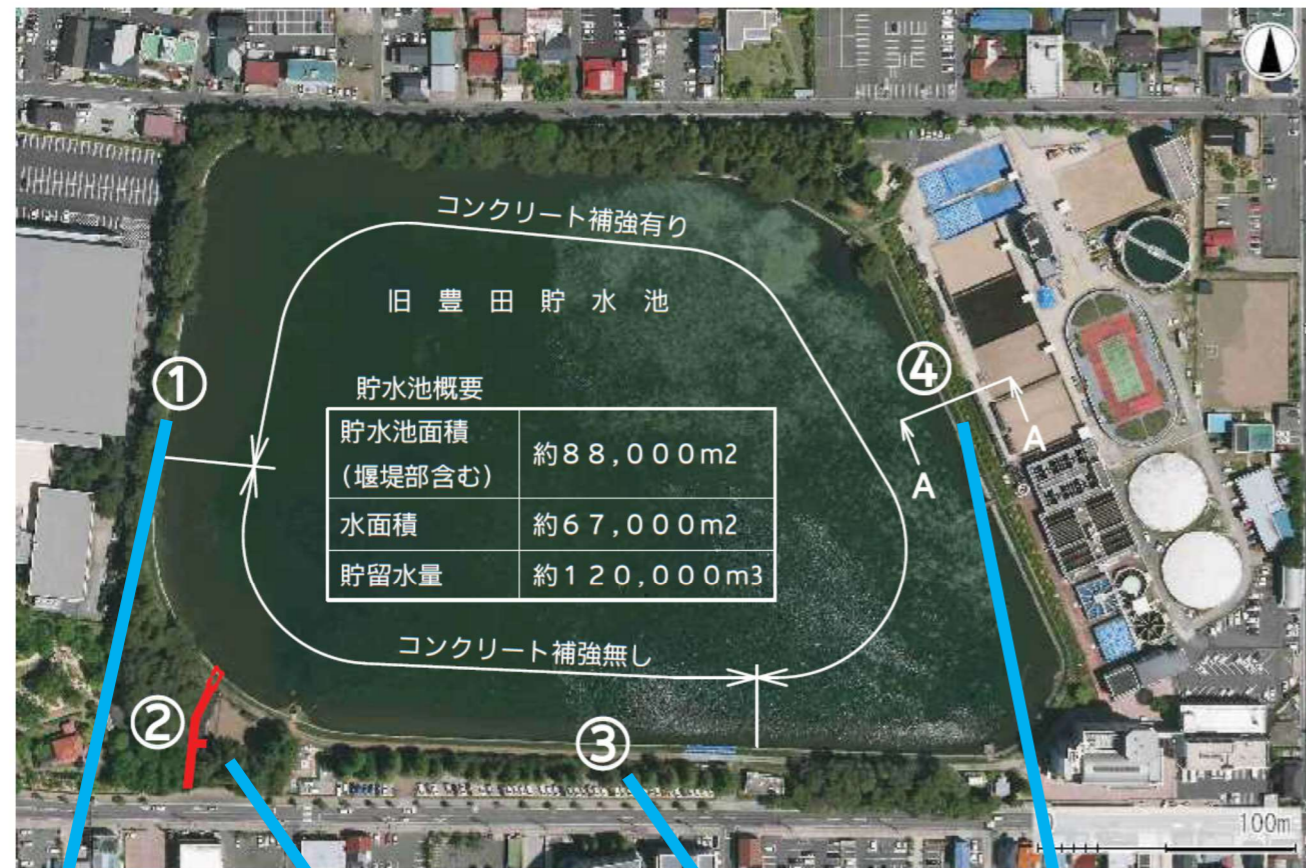 コンクリート補強有り
旧豊田貯水池
①
④
貯水池概要
貯水池面積
(堰堤部含む)
約88,000m2
水面積
約67,000m2
貯留水量
約120,000m3
A
A
コンクリート補強無し
②
③
0
100m